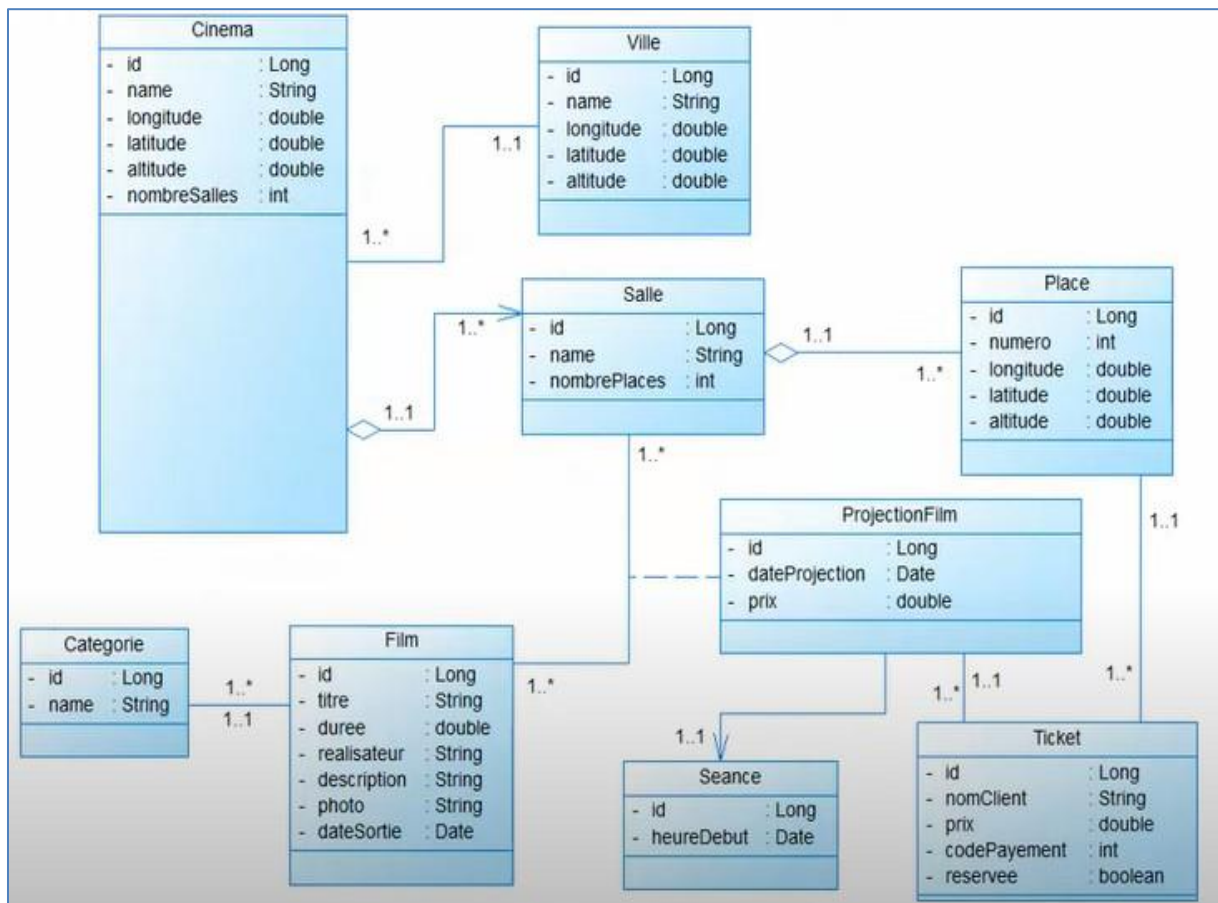 Cinema
- id : Long
- name : String
- longitude : double
- latitude : double
- altitude : double
- nombreSalles : int
Ville
- id : Long
- name : String
- longitude : double
- latitude : double
- altitude : double
1..1
1..*
Salle
- id : Long
- name : String
- nombrePlaces : int
1..*
1..1
Place
- id : Long
- numero : int
- longitude : double
- latitude : double
- altitude : double
1..1
1..*
1..*
ProjectionFilm
- id : Long
- dateProjection : Date
- prix : double
1..1
Categorie
- id : Long
- name : String
1..*
1..1
Film
- id : Long
- titre : String
- duree : double
- realisateur : String
- description : String
- photo : String
- dateSortie : Date
1..*
1..1
Seance
- id : Long
- heureDebut : Date
1..*
1..1
1..*
Ticket
- id : Long
- nomClient : String
- prix : double
- codePayement : int
- reservee : boolean